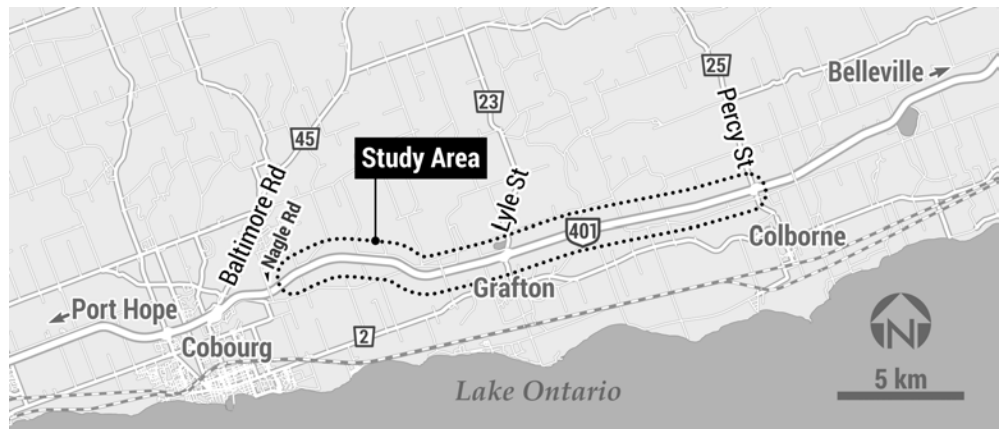 25
Belleville
23
Percy St
45
Study Area
Lyle St
Baltimore Rd
Nagle Rd
401
Colborne
Grafton
Port Hope
2
Cobourg
N
5 km
Lake Ontario